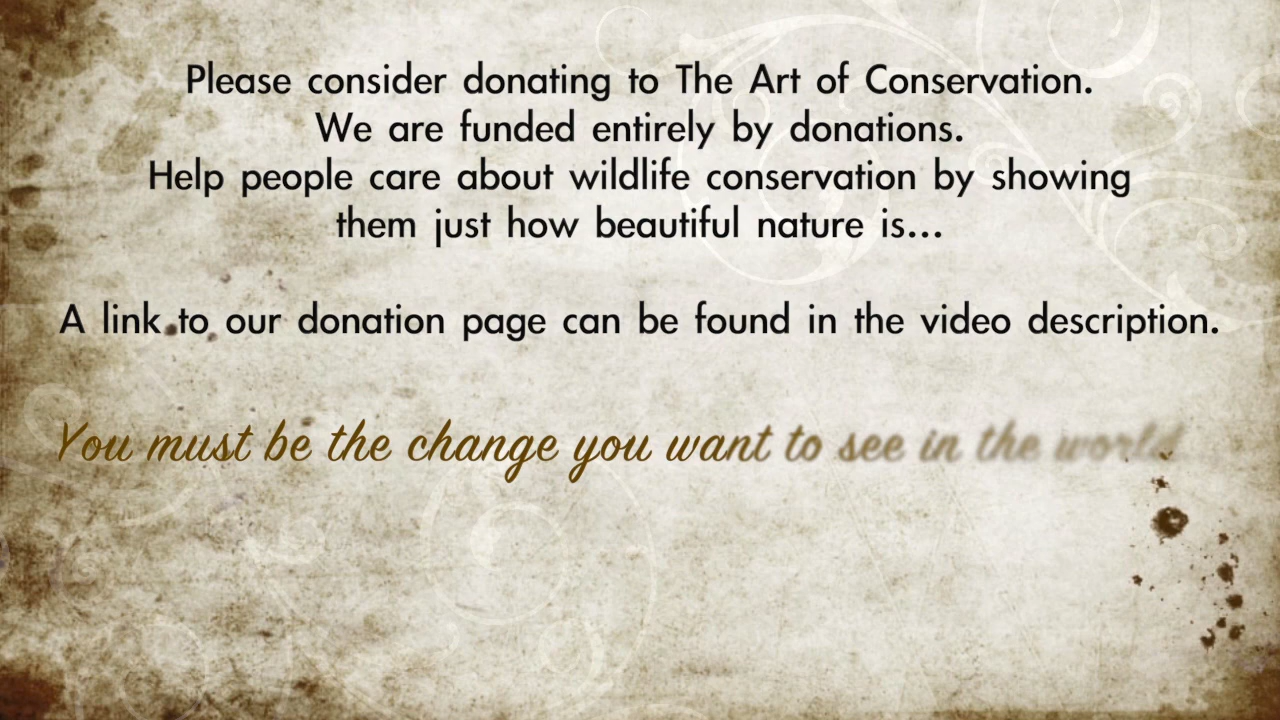 Please consider donating to The Art of Conservation.
We are funded entirely by donations.
Help people care about wildlife conservation by showing
them just how beautiful nature is...
A link to our donation page can be found in the video description.
You must be the change you want to see in the world